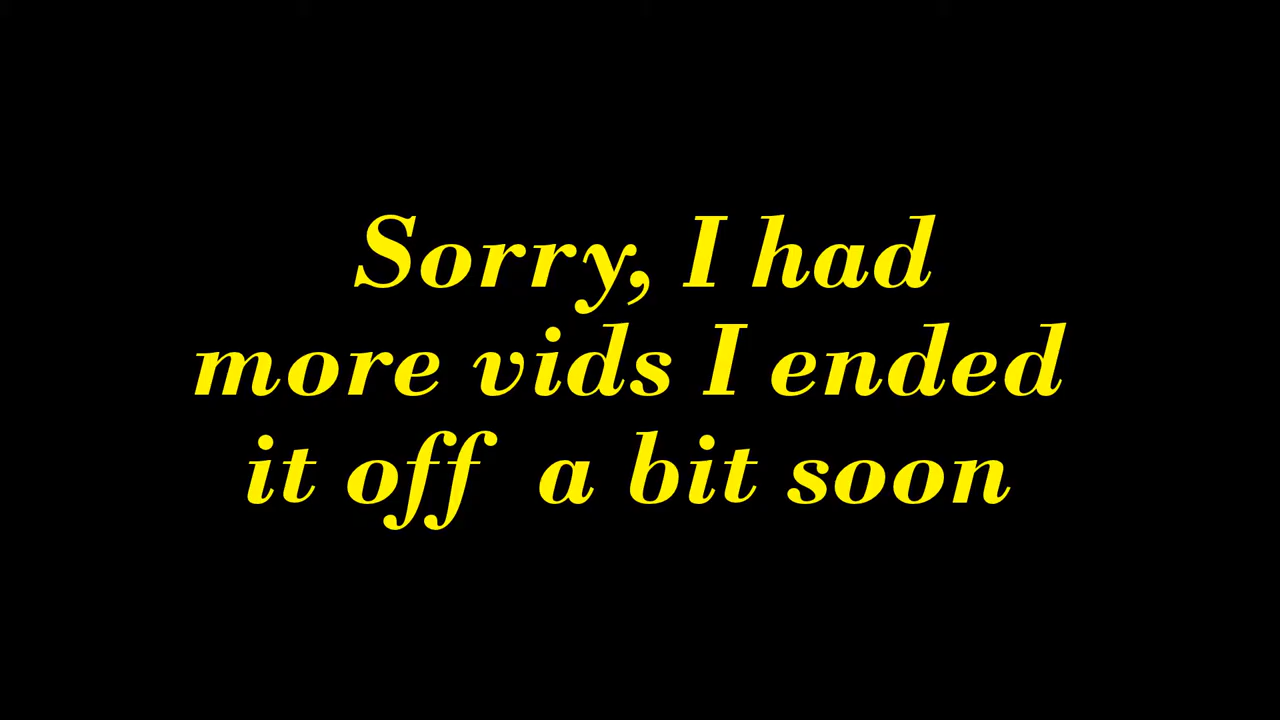 Sorry, I had
more vids I ended
it off a bit soon